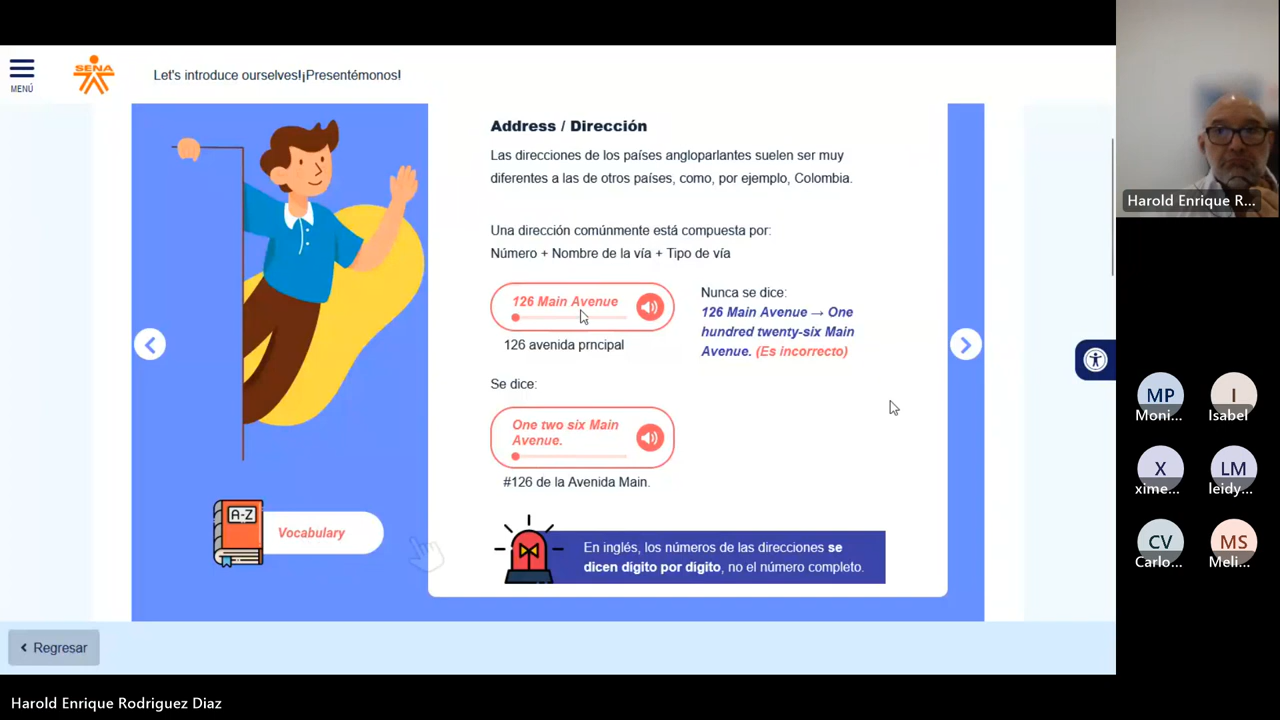 MENÚ
SENA
Let's introduce ourselves!¡Presentémonos!
Address / Dirección
Las direcciones de los países angloparlantes suelen ser muy
diferentes a las de otros países, como, por ejemplo, Colombia.
Una dirección comúnmente está compuesta por:
Número + Nombre de la vía + Tipo de vía
126 Main Avenue
126 avenida prncipal
Nunca se dice:
126 Main Avenue → One
hundred twenty-six Main
Avenue. (Es incorrecto)
Se dice:
One two six Main
Avenue.
#126 de la Avenida Main.
A-Z
Vocabulary
En inglés, los números de las direcciones se
dicen dígito por dígito, no el número completo.
Regresar
Harold Enrique Rodriguez Diaz
Harold Enrique R...
MP
Moni...
I
Isabel
X
xime...
LM
leidy...
CV
Carlo...
MS
Meli...